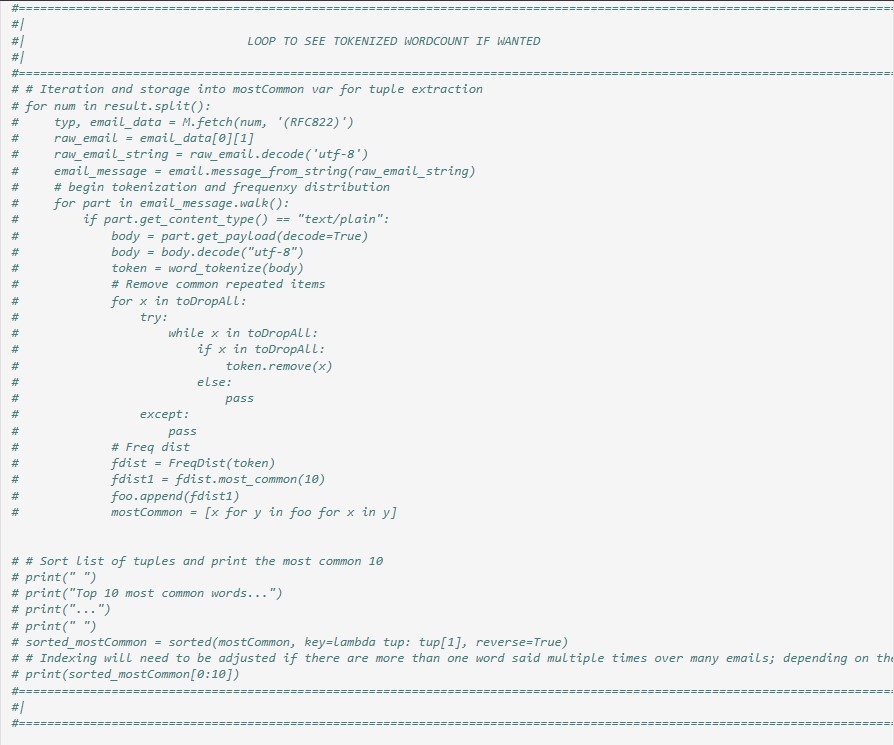 #==========================================================================================================================
#|
#|                               LOOP TO SEE TOKENIZED WORDCOUNT IF WANTED
#|
#==========================================================================================================================
# # Iteration and storage into mostCommon var for tuple extraction
# for num in result.split():
#     typ, email_data = M.fetch(num, '(RFC822)')
#     raw_email = email_data[0][1]
#     raw_email_string = raw_email.decode('utf-8')
#     email_message = email.message_from_string(raw_email_string)
#     # begin tokenization and frequenxy distribution
#     for part in email_message.walk():
#         if part.get_content_type() == "text/plain":
#             body = part.get_payload(decode=True)
#             body = body.decode("utf-8")
#             token = word_tokenize(body)
#             # Remove common repeated items
#             for x in toDropAll:
#                 try:
#                     while x in toDropAll:
#                         if x in toDropAll:
#                             token.remove(x)
#                         else:
#                             pass
#                 except:
#                     pass
#             # Freq dist
#             fdist = FreqDist(token)
#             fdist1 = fdist.most_common(10)
#             foo.append(fdist1)
#             mostCommon = [x for y in foo for x in y]
# # Sort list of tuples and print the most common 10
# print(" ")
# print("Top 10 most common words...")
# print("...")
# print(" ")
# sorted_mostCommon = sorted(mostCommon, key=lambda tup: tup[1], reverse=True)
# # Indexing will need to be adjusted if there are more than one word said multiple times over many emails; depending on the
# print(sorted_mostCommon[0:10])
#==========================================================================================================================
#|
#==========================================================================================================================